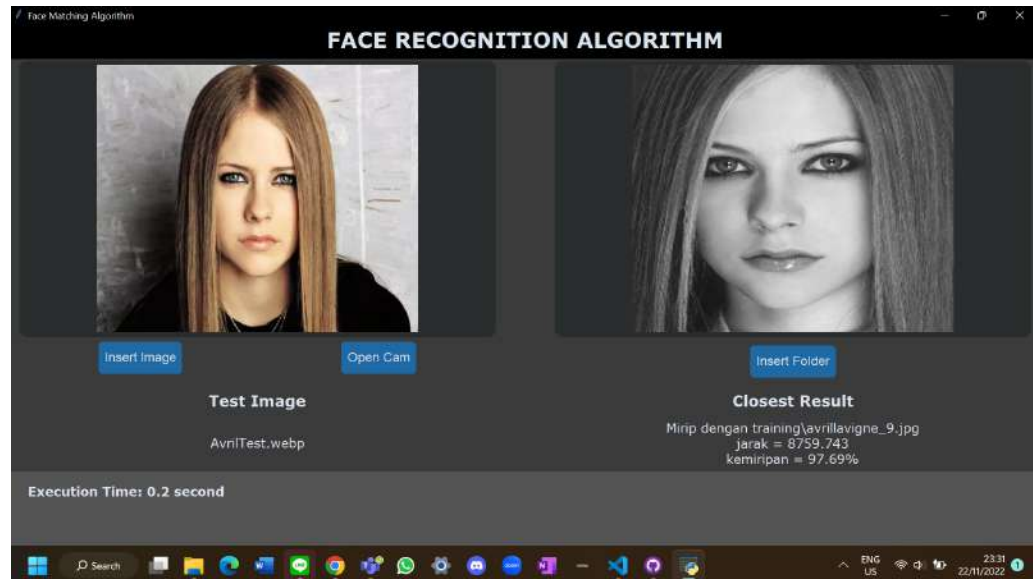 Face Matching Algorithm
FACE RECOGNITION ALGORITHM
Insert Image
Open Cam
Insert Folder
Test Image
Closest Result
AvrilTest.webp
Mirip dengan training\avrillavigne_9.jpg
jarak = 8759.743
kemiripan = 97.69%
Execution Time: 0.2 second
Search
ENG
US
23:31
22/11/2022
1